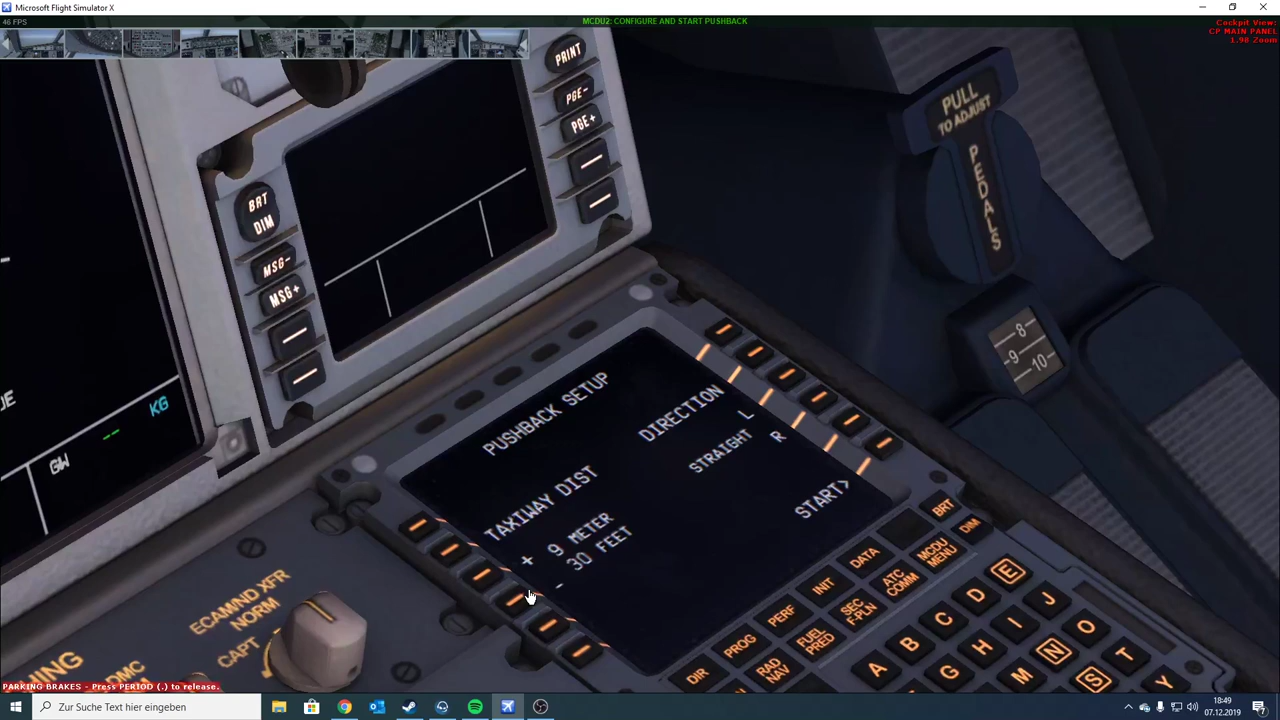 Microsoft Flight Simulator X
46 FPS
MCDU2: CONFIGURE AND START PUSHBACK
Cockpit View:
CP MAIN PANEL
1.98 Zoom
PRINT
PGE-
PGE+
BRT
DIM
MSG-
MSG+
PULL
TO ADJUST
PEDALS
8
9
10
KG
--
GW
PUSHBACK SETUP
DIRECTION
L
STRAIGHT
R
TAXIWAY DIST
+ 9 METER
- 30 FEET
START>
BRT
DIM
DATA
MCDU
MENU
INIT
ATC
COMM
PERF
SEC
F-PLN
PROG
FUEL
PRED
DIR
RAD
NAV
A B C D E
G H I J
M N O
S T
Y
ECAM/ND XFR
NORM
CAPT
DMC
PARKING BRAKES - Press PERIOD (.) to release.
Zur Suche Text hier eingeben
18:49
07.12.2019
7